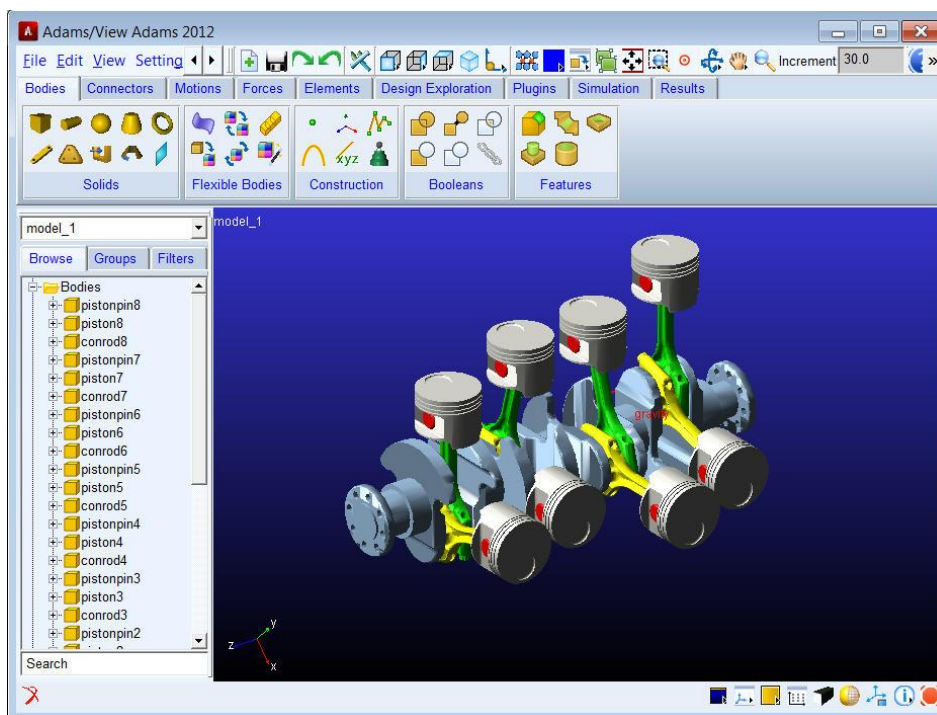 Adams/View Adams 2012
File Edit View Setting Increment 30.0 »
Bodies Connectors Motions Forces Elements Design Exploration Plugins Simulation Results
xyz
Solids Flexible Bodies Construction Booleans Features
model_1
Browse Groups Filters
Bodies
pistonpin8
piston8
conrod8
pistonpin7
piston7
conrod7
pistonpin6
piston6
conrod6
pistonpin5
piston5
conrod5
pistonpin4
piston4
conrod4
pistonpin3
piston3
conrod3
pistonpin2
Search
model_1
gravity
y
z
x